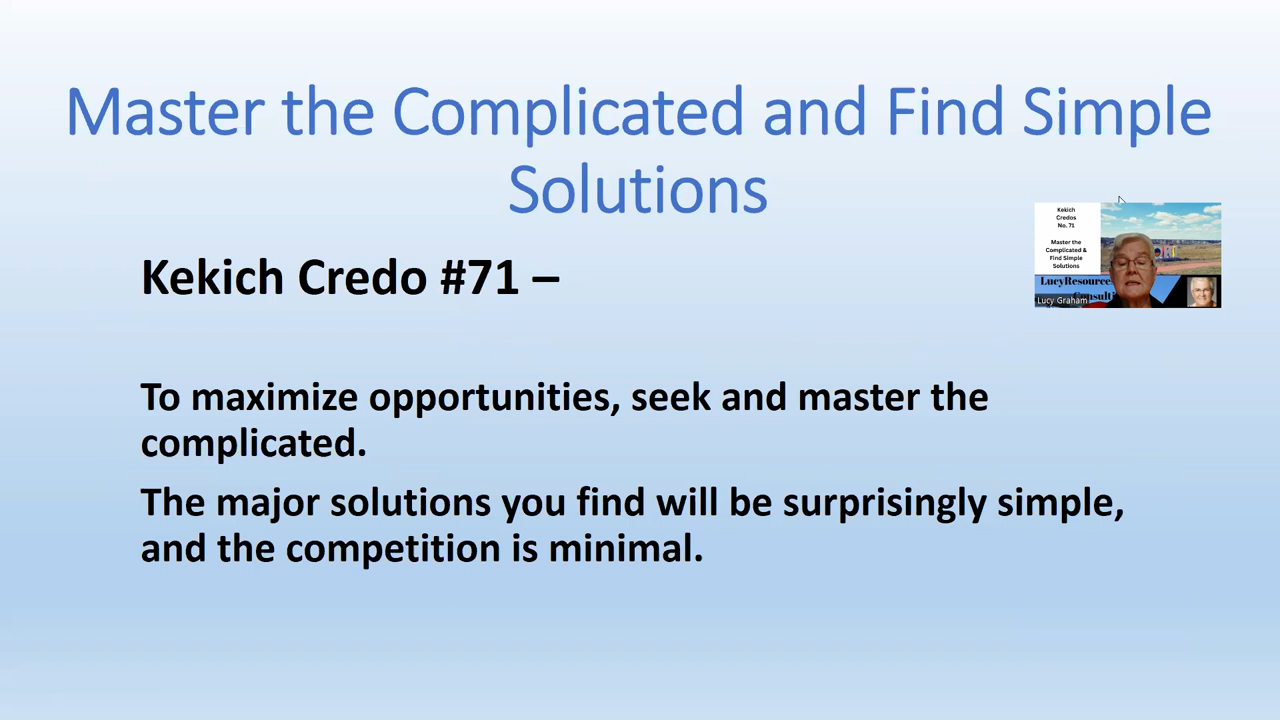 Master the Complicated and Find Simple
Solutions
Kekich Credo #71 –
To maximize opportunities, seek and master the
complicated.
The major solutions you find will be surprisingly simple,
and the competition is minimal.
Kekich
Credos
No. 71
Master the
Complicated &
Find Simple
Solutions
LucyResource
Consulti
Lucy Graham